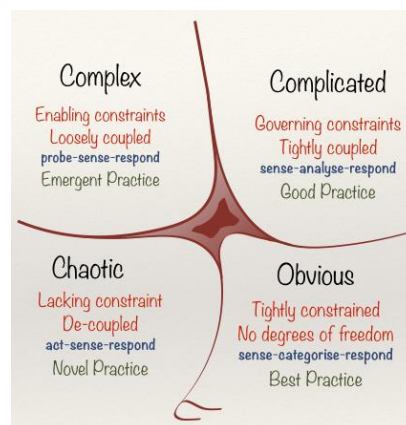 Complex
Enabling constraints
Loosely coupled
probe-sense-respond
Emergent Practice
Complicated
Governing constraints
Tightly coupled
sense-analyse-respond
Good Practice
Chaotic
Lacking constraint
De-coupled
act-sense-respond
Novel Practice
Obvious
Tightly constrained
No degrees of freedom
sense-categorise-respond
Best Practice